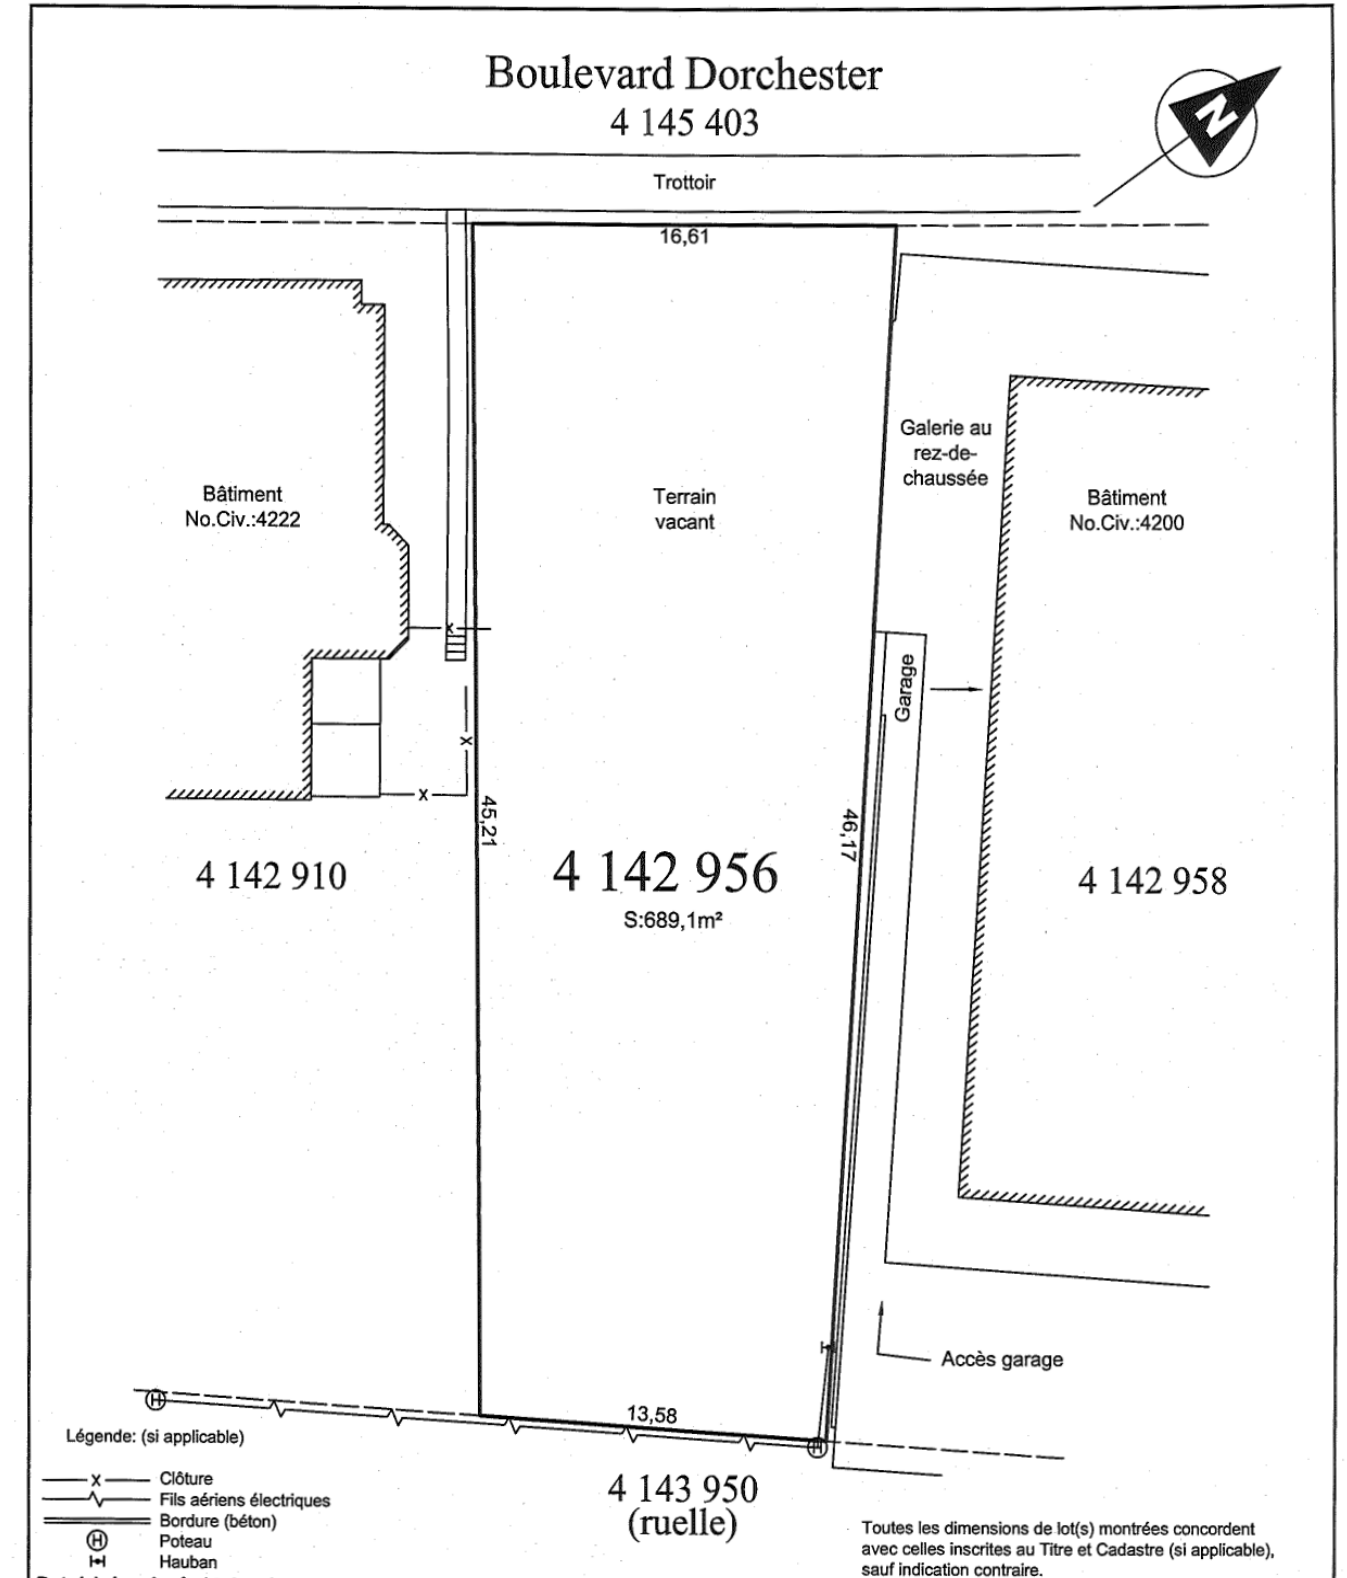 Boulevard Dorchester
4 145 403
N
Trottoir
16,61
Galerie au
rez-de-
chaussée
Bâtiment
No.Civ.:4222
Terrain
vacant
Bâtiment
No.Civ.:4200
x
Garage
x
x
45,21
46,17
4 142 910
4 142 956
S:689,1m²
4 142 958
Accès garage
H
13,58
H
Légende: (si applicable)
x Clôture
Fils aériens électriques
Bordure (béton)
H Poteau
Hauban
4 143 950
(ruelle)
Toutes les dimensions de lot(s) montrées concordent
avec celles inscrites au Titre et Cadastre (si applicable),
sauf indication contraire.